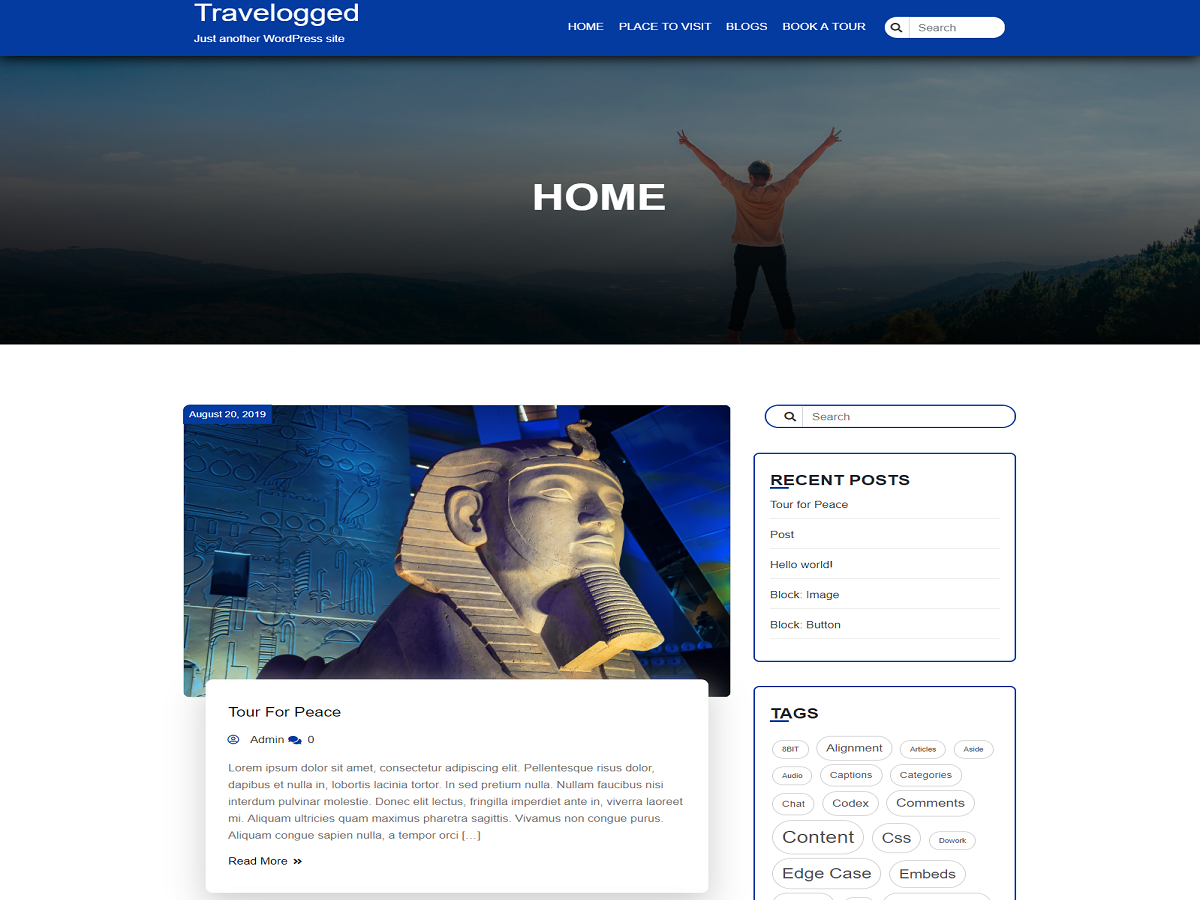 Travelogged
Just another WordPress site
HOME PLACE TO VISIT BLOGS BOOK A TOUR Search
HOME
August 20, 2019
Tour For Peace
Admin 0
Lorem ipsum dolor sit amet, consectetur adipiscing elit. Pellentesque risus dolor,
dapibus et nulla in, lobortis lacinia tortor. In sed pretium nulla. Nullam faucibus nisi
interdum pulvinar molestie. Donec elit lectus, fringilla imperdiet ante in, viverra laoreet
mi. Aliquam ultricies quam maximus pharetra sagittis. Vivamus non congue purus.
Aliquam congue sapien nulla, a tempor orci […]
Read More »
Search
RECENT POSTS
Tour for Peace
Post
Hello world!
Block: Image
Block: Button
TAGS
8BIT Alignment Articles Aside
Audio Captions Categories
Chat Codex Comments
Content Css Dowork
Edge Case Embeds